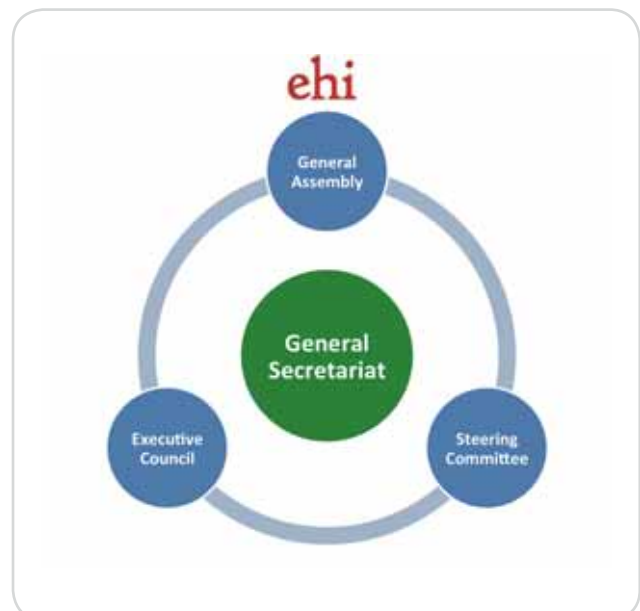 ehi
General
Assembly
General
Secretariat
Executive
Council
Steering
Committee